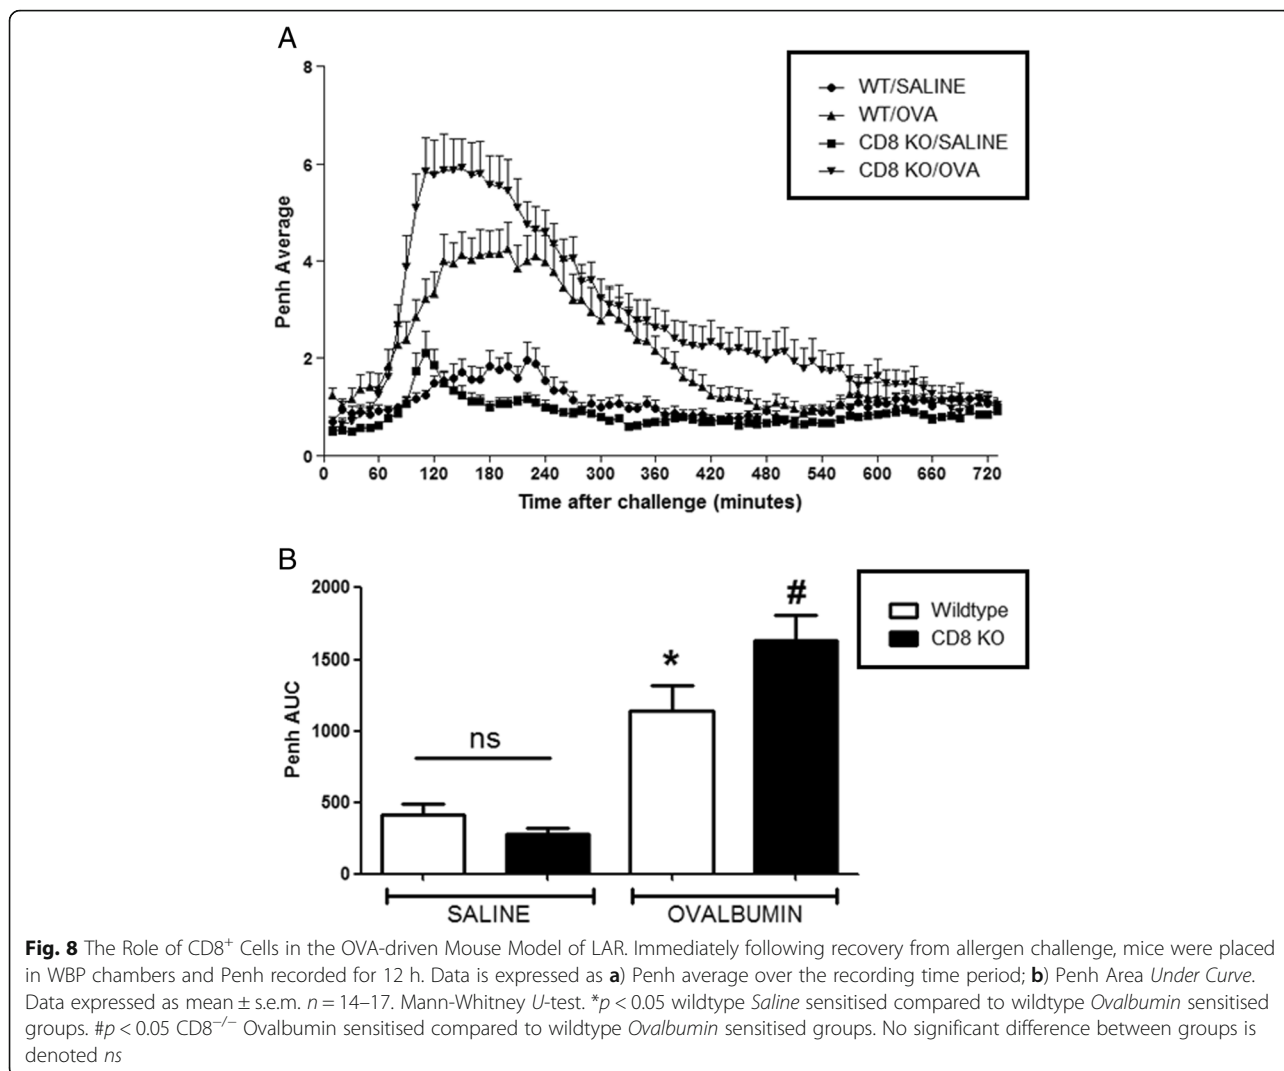 A
8
6
4
2
0
Penh Average
WT/SALINE
WT/OVA
CD8 KO/SALINE
CD8 KO/OVA
0 60 120 180 240 300 360 420 480 540 600 660 720
Time after challenge (minutes)
B
2000
1500
1000
500
0
Penh AUC
Wildtype
CD8 KO
ns
*
#
SALINE OVALBUMIN
Fig. 8 The Role of CD8⁺ Cells in the OVA-driven Mouse Model of LAR. Immediately following recovery from allergen challenge, mice were placed
in WBP chambers and Penh recorded for 12 h. Data is expressed as a) Penh average over the recording time period; b) Penh Area Under Curve.
Data expressed as mean ± s.e.m. n = 14–17. Mann-Whitney U-test. *p < 0.05 wildtype Saline sensitised compared to wildtype Ovalbumin sensitised
groups. #p < 0.05 CD8⁻/⁻ Ovalbumin sensitised compared to wildtype Ovalbumin sensitised groups. No significant difference between groups is
denoted ns